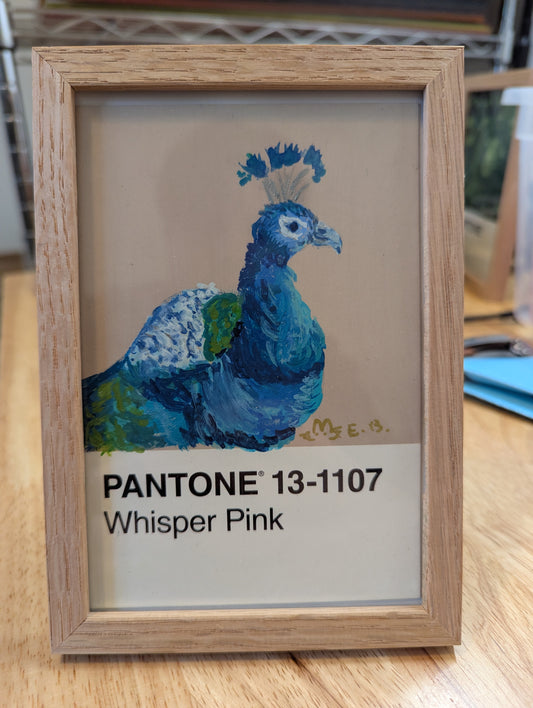 E. B.
PANTONE® 13-1107
Whisper Pink